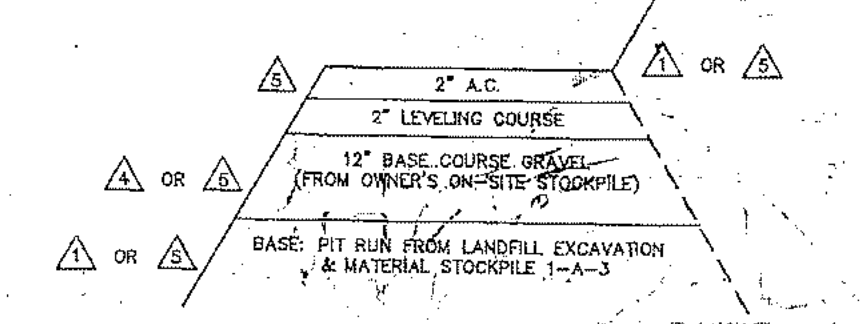 1 OR 5
5
2" A.C.
2" LEVELING COURSE
12" BASE COURSE GRAVEL
(FROM OWNER'S ON-SITE STOCKPILE)
4 OR 5
BASE: PIT RUN FROM LANDFILL EXCAVATION
& MATERIAL STOCKPILE 1-A-3
1 OR 5